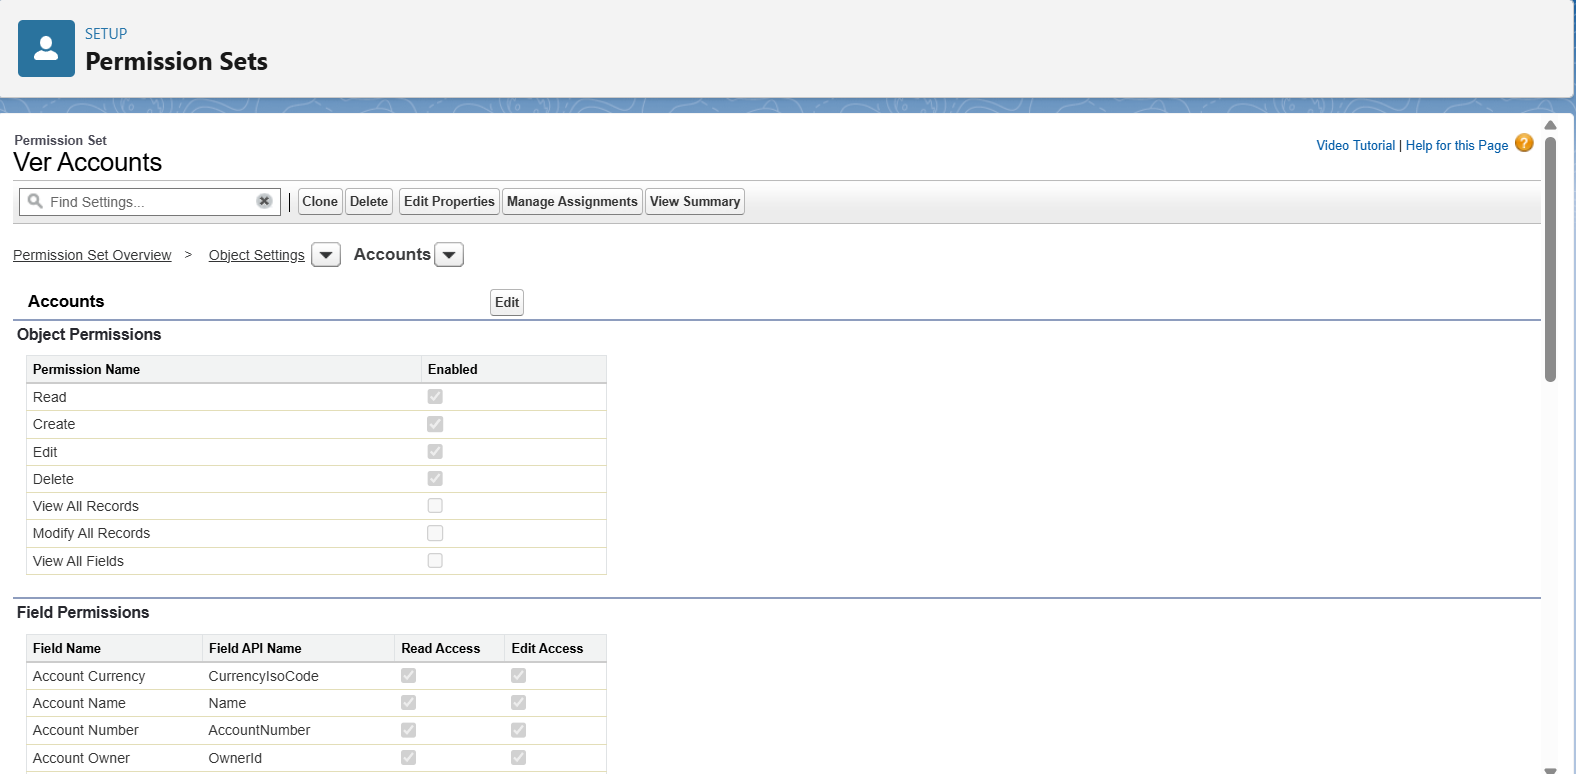 SETUP
Permission Sets
Permission Set
Ver Accounts
Video Tutorial | Help for this Page ?
Find Settings... Clone Delete Edit Properties Manage Assignments View Summary
Permission Set Overview > Object Settings Accounts
Accounts Edit
Object Permissions
Permission Name Enabled
Read
Create
Edit
Delete
View All Records
Modify All Records
View All Fields
Field Permissions
Field Name Field API Name Read Access Edit Access
Account Currency CurrencyIsoCode
Account Name Name
Account Number AccountNumber
Account Owner OwnerId